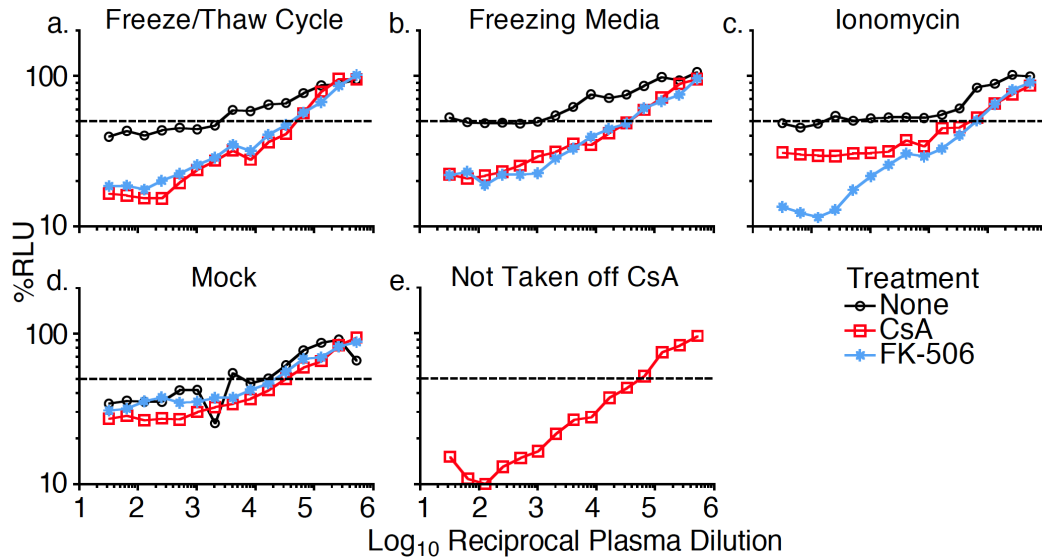 a. Freeze/Thaw Cycle
b. Freezing Media
c. Ionomycin
100
10
%RLU
d. Mock
e. Not Taken off CsA
Treatment
None
CsA
FK-506
100
10
1 2 3 4 5 6
1 2 3 4 5 6
Log10 Reciprocal Plasma Dilution